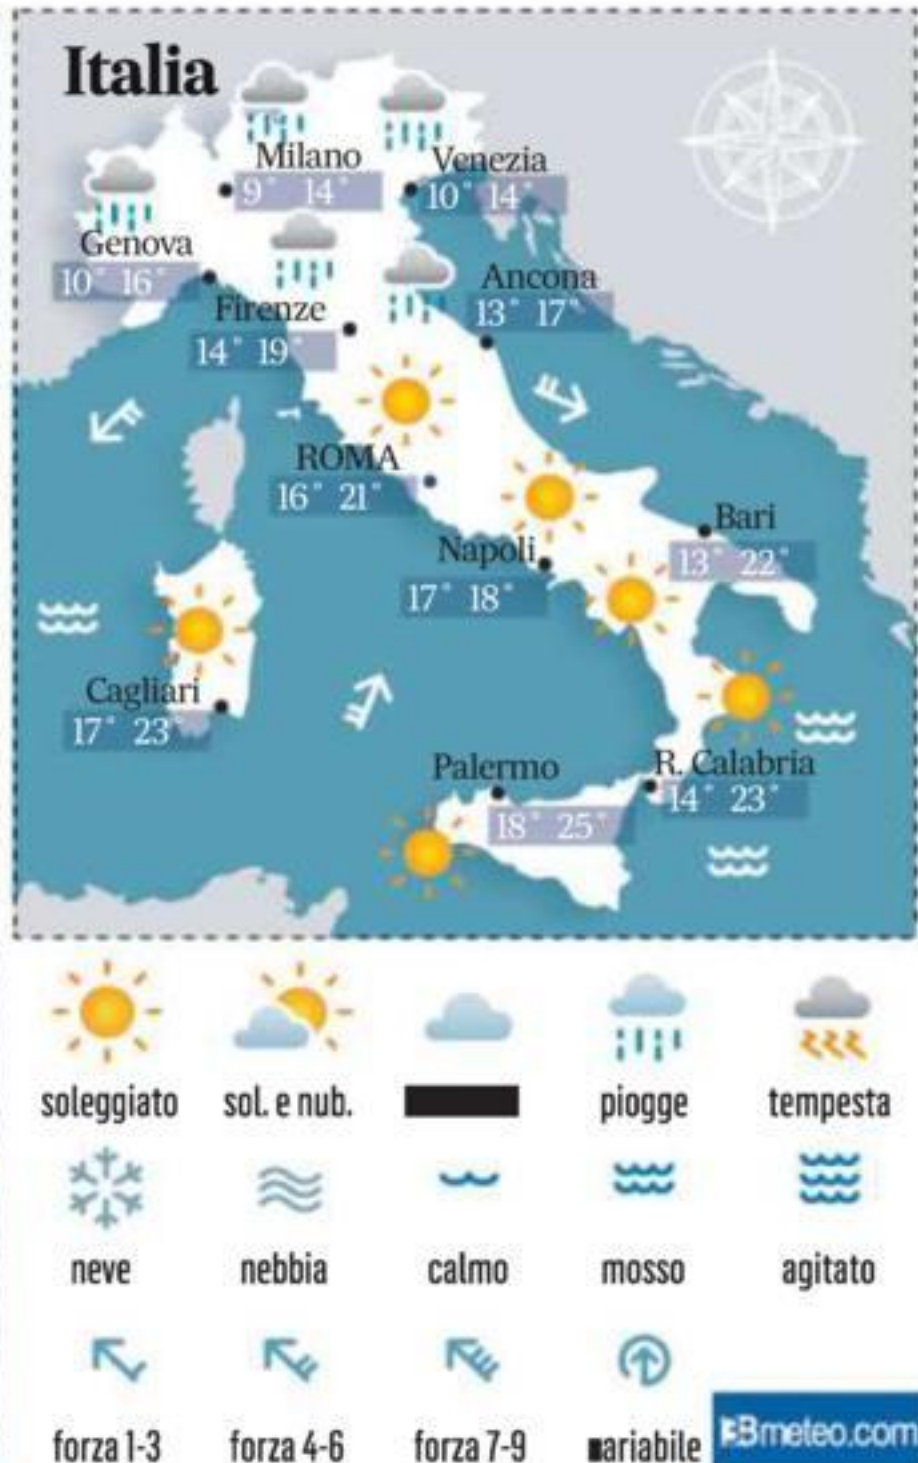 Italia
Milano
9° 14°
Venezia
10° 14°
Genova
10° 16°
Firenze
14° 19°
Ancona
13° 17°
ROMA
16° 21°
Napoli
17° 18°
Bari
13° 22°
Cagliari
17° 23°
Palermo
18° 25°
R. Calabria
14° 23°
soleggiato sol. e nub. piogge tempesta
neve nebbia calmo mosso agitato
forza 1-3 forza 4-6 forza 7-9 ariabile
Bmeteo.com